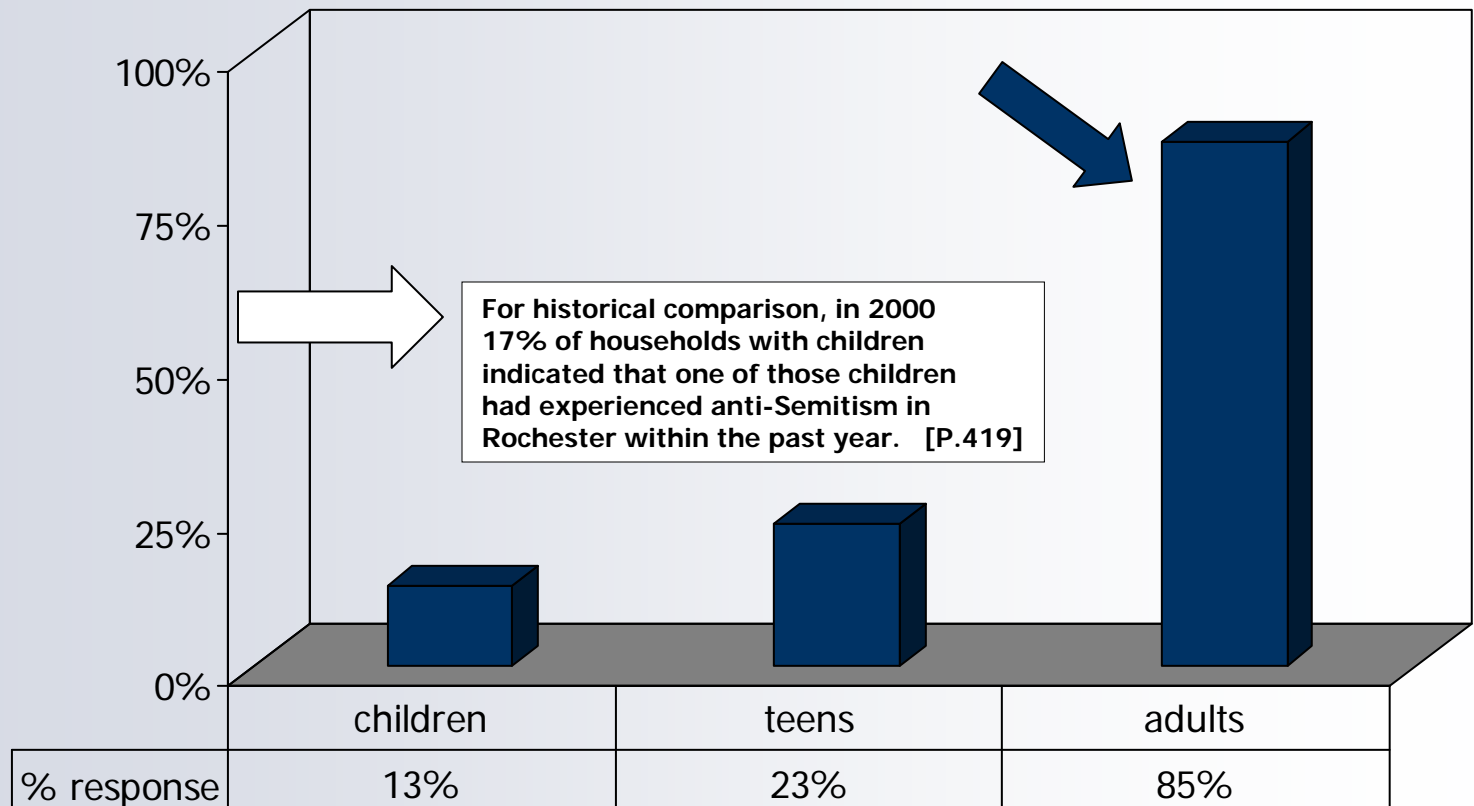 100%
75%
50%
25%
0%
For historical comparison, in 2000
17% of households with children
indicated that one of those children
had experienced anti-Semitism in
Rochester within the past year. [P.419]
children teens adults
% response 13% 23% 85%